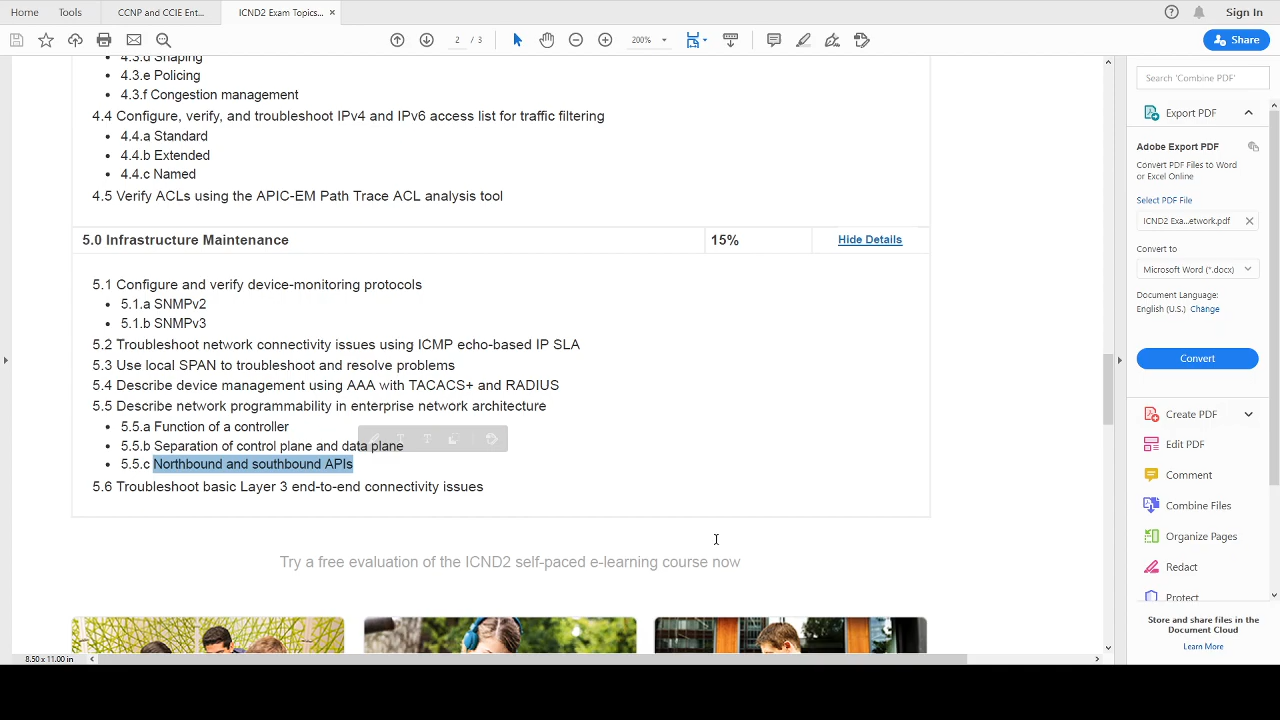 Home
Tools
CCNP and CCIE Ent...
ICND2 Exam Topics...
Sign In
2 / 3
200%
Share
4.3.d Shaping
4.3.e Policing
4.3.f Congestion management
4.4 Configure, verify, and troubleshoot IPv4 and IPv6 access list for traffic filtering
4.4.a Standard
4.4.b Extended
4.4.c Named
4.5 Verify ACLs using the APIC-EM Path Trace ACL analysis tool
5.0 Infrastructure Maintenance
15%
Hide Details
5.1 Configure and verify device-monitoring protocols
5.1.a SNMPv2
5.1.b SNMPv3
5.2 Troubleshoot network connectivity issues using ICMP echo-based IP SLA
5.3 Use local SPAN to troubleshoot and resolve problems
5.4 Describe device management using AAA with TACACS+ and RADIUS
5.5 Describe network programmability in enterprise network architecture
5.5.a Function of a controller
5.5.b Separation of control plane and data plane
5.5.c Northbound and southbound APIs
5.6 Troubleshoot basic Layer 3 end-to-end connectivity issues
Try a free evaluation of the ICND2 self-paced e-learning course now
8.50 x 11.00 in
Search 'Combine PDF'
Export PDF
Adobe Export PDF
Convert PDF Files to Word
or Excel Online
Select PDF File
ICND2 Exa...etwork.pdf
Convert to
Microsoft Word (*.docx)
Document Language:
English (U.S.) Change
Convert
Create PDF
Edit PDF
Comment
Combine Files
Organize Pages
Redact
Protect
Store and share files in the
Document Cloud
Learn More